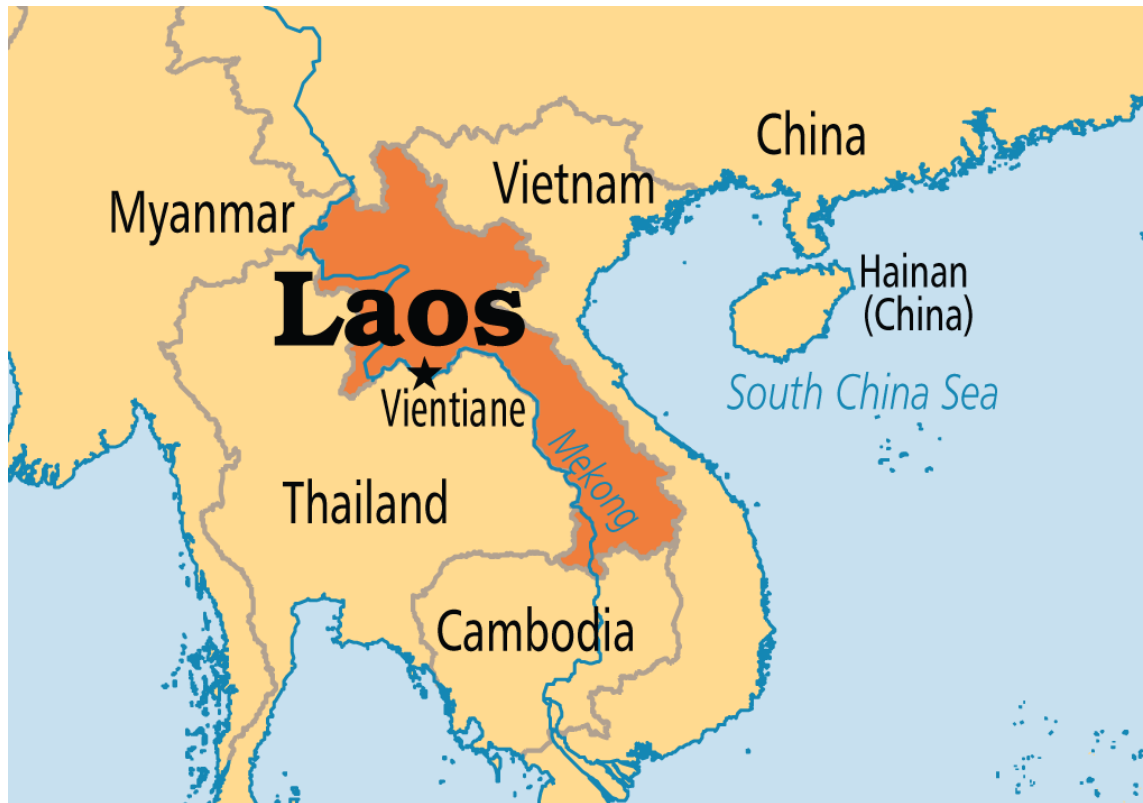 China
Vietnam
Myanmar
Hainan
(China)
Laos
South China Sea
Vientiane
Mekong
Thailand
Cambodia